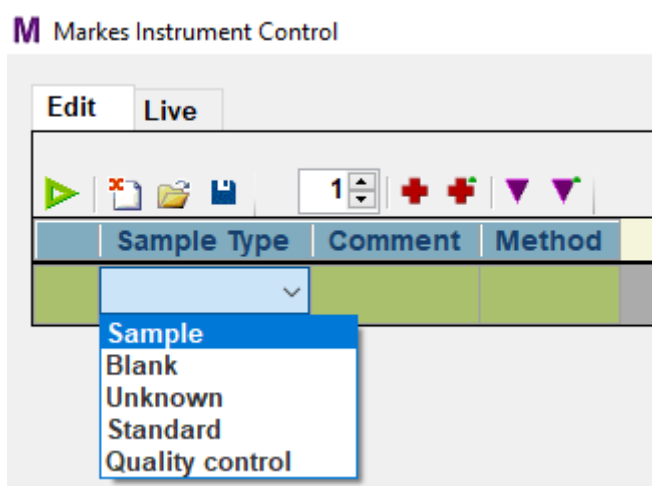 M Markes Instrument Control
Edit Live
1
Sample Type Comment Method
Sample
Blank
Unknown
Standard
Quality control